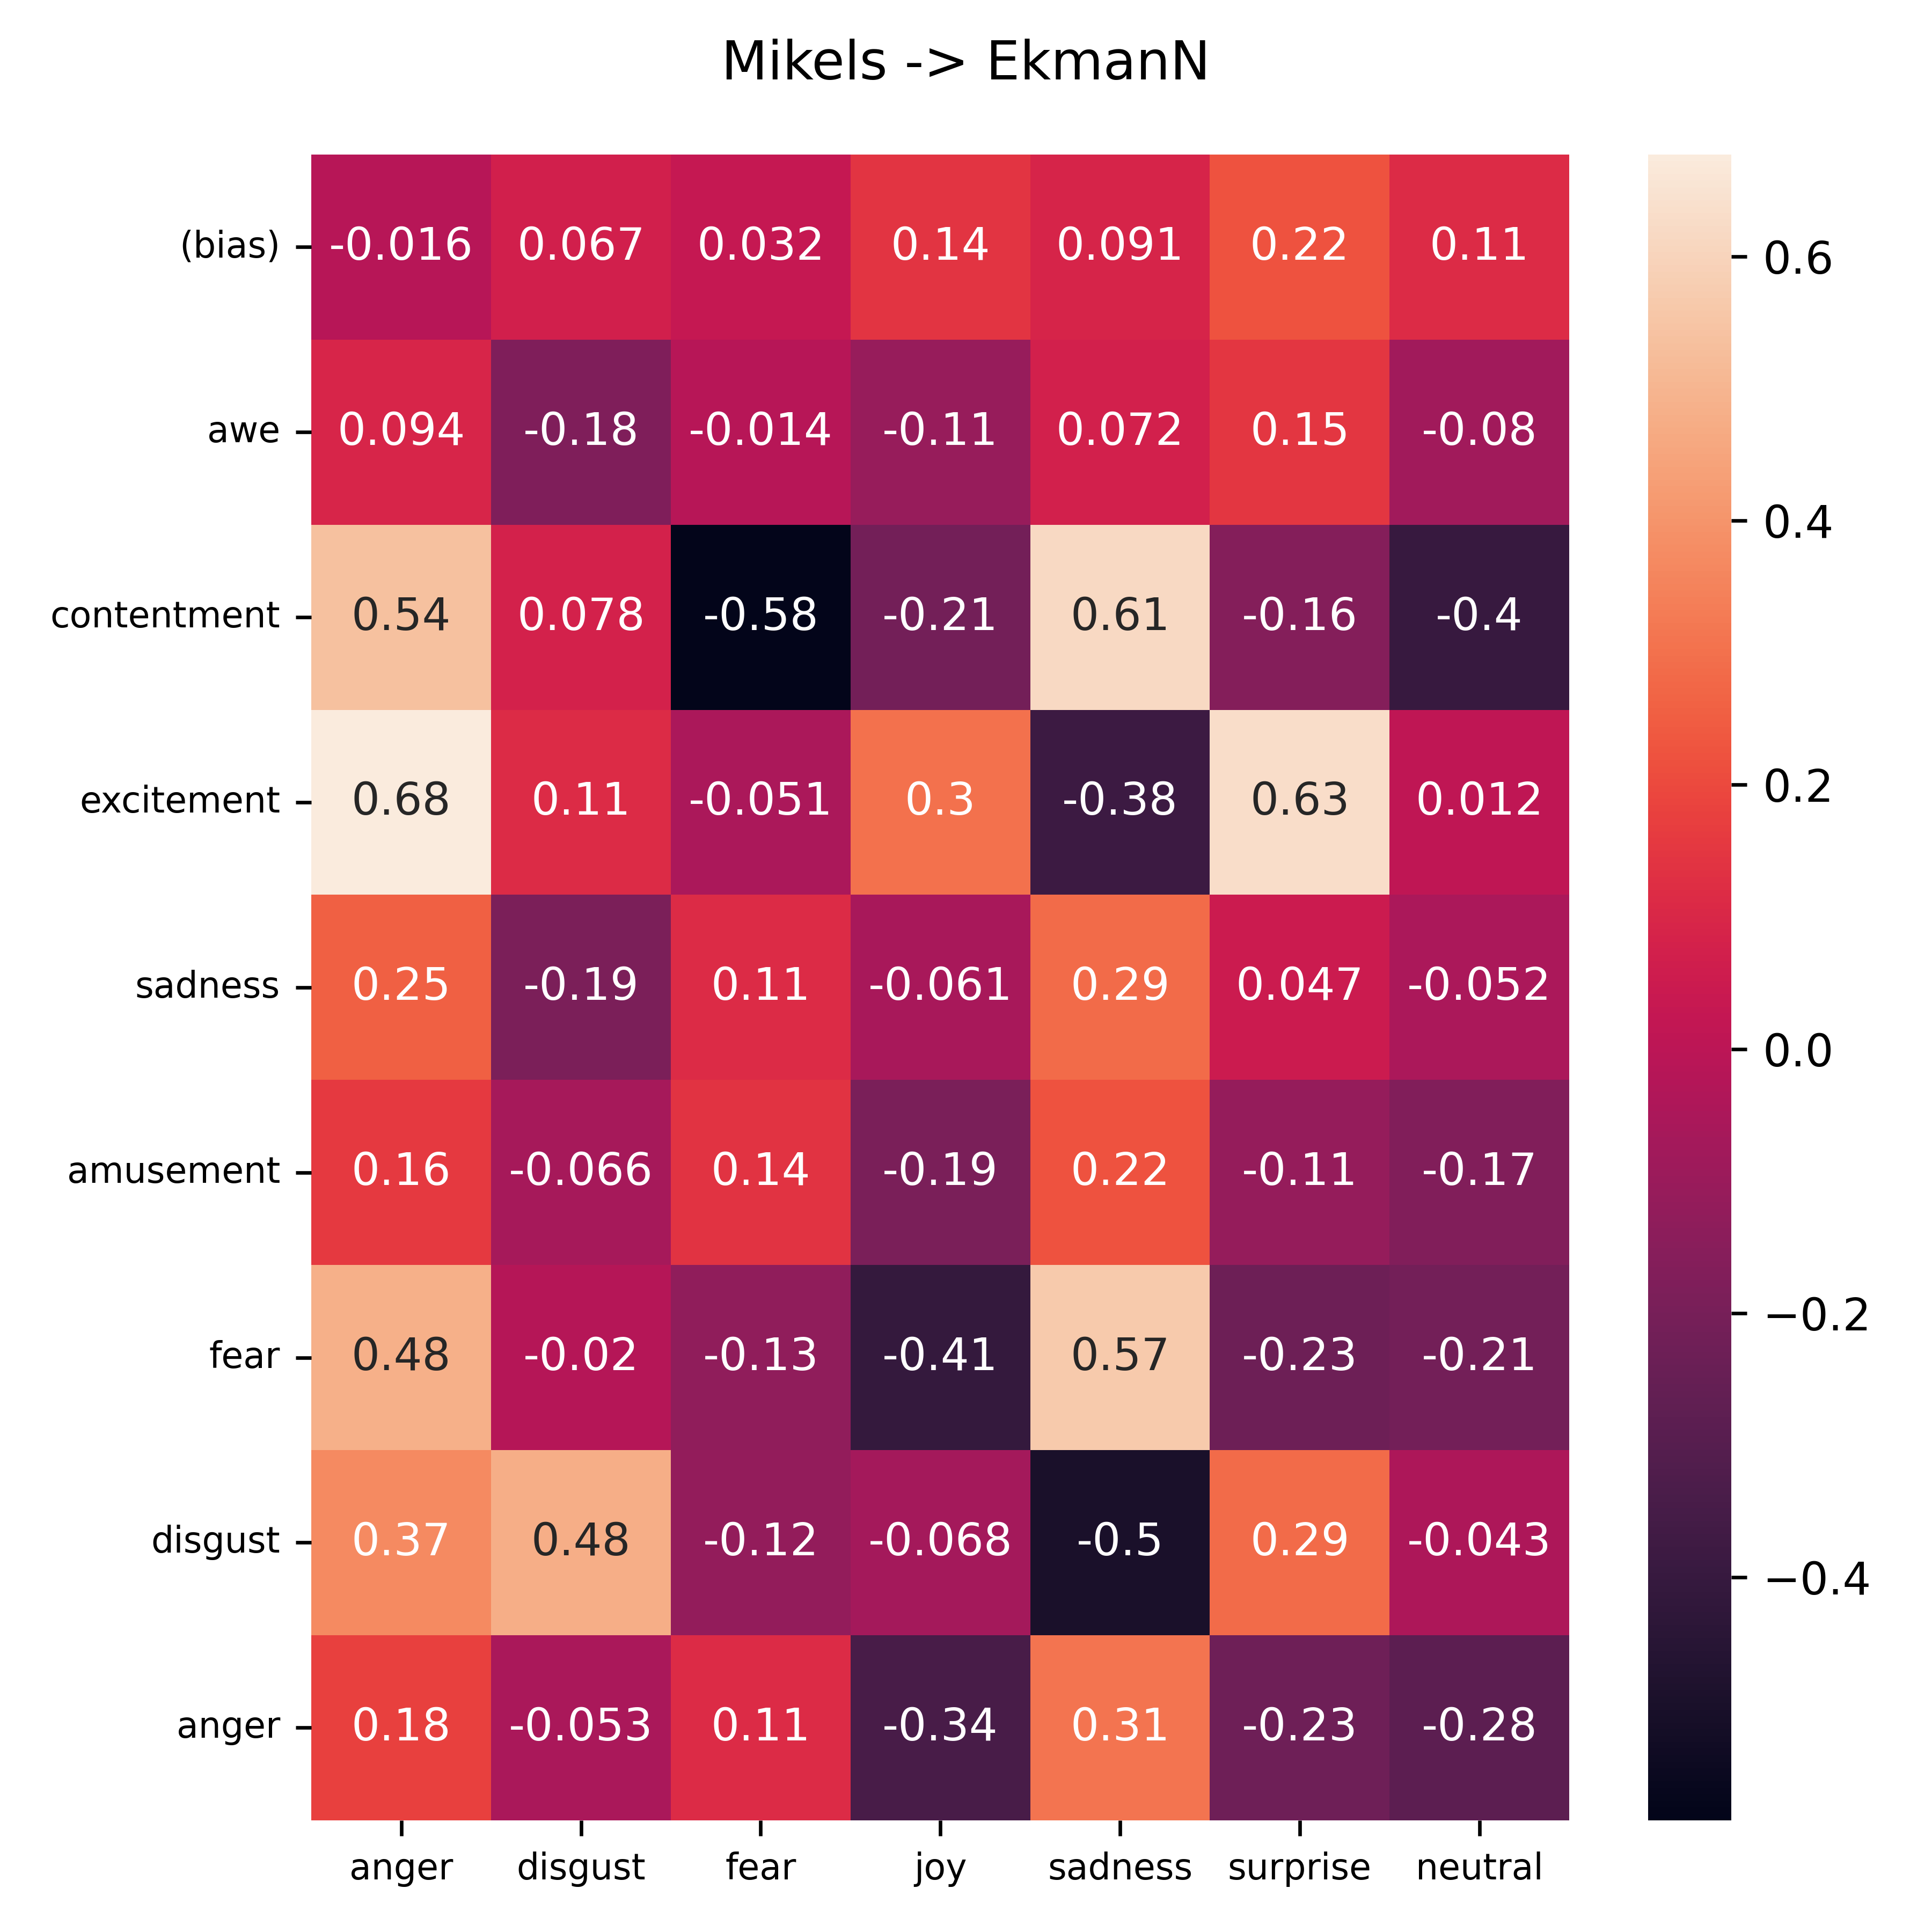 Mikels -> EkmanN
(bias) -0.016 0.067 0.032 0.14 0.091 0.22 0.11
awe 0.094 -0.18 -0.014 -0.11 0.072 0.15 -0.08
contentment 0.54 0.078 -0.58 -0.21 0.61 -0.16 -0.4
excitement 0.68 0.11 -0.051 0.3 -0.38 0.63 0.012
sadness 0.25 -0.19 0.11 -0.061 0.29 0.047 -0.052
amusement 0.16 -0.066 0.14 -0.19 0.22 -0.11 -0.17
fear 0.48 -0.02 -0.13 -0.41 0.57 -0.23 -0.21
disgust 0.37 0.48 -0.12 -0.068 -0.5 0.29 -0.043
anger 0.18 -0.053 0.11 -0.34 0.31 -0.23 -0.28
anger disgust fear joy sadness surprise neutral
0.6
0.4
0.2
0.0
−0.2
−0.4